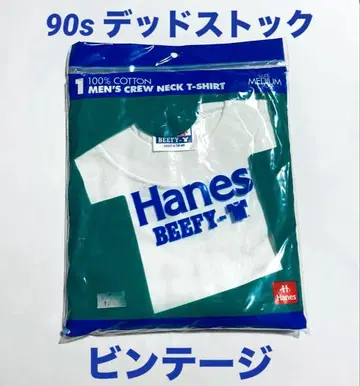 90s デッドストック
1 100% COTTON
MEN'S CREW NECK T-SHIRT
SIZE
MEDIUM
BEEFY-T
Hanes
BEEFY-T
Hanes
ビンテージ